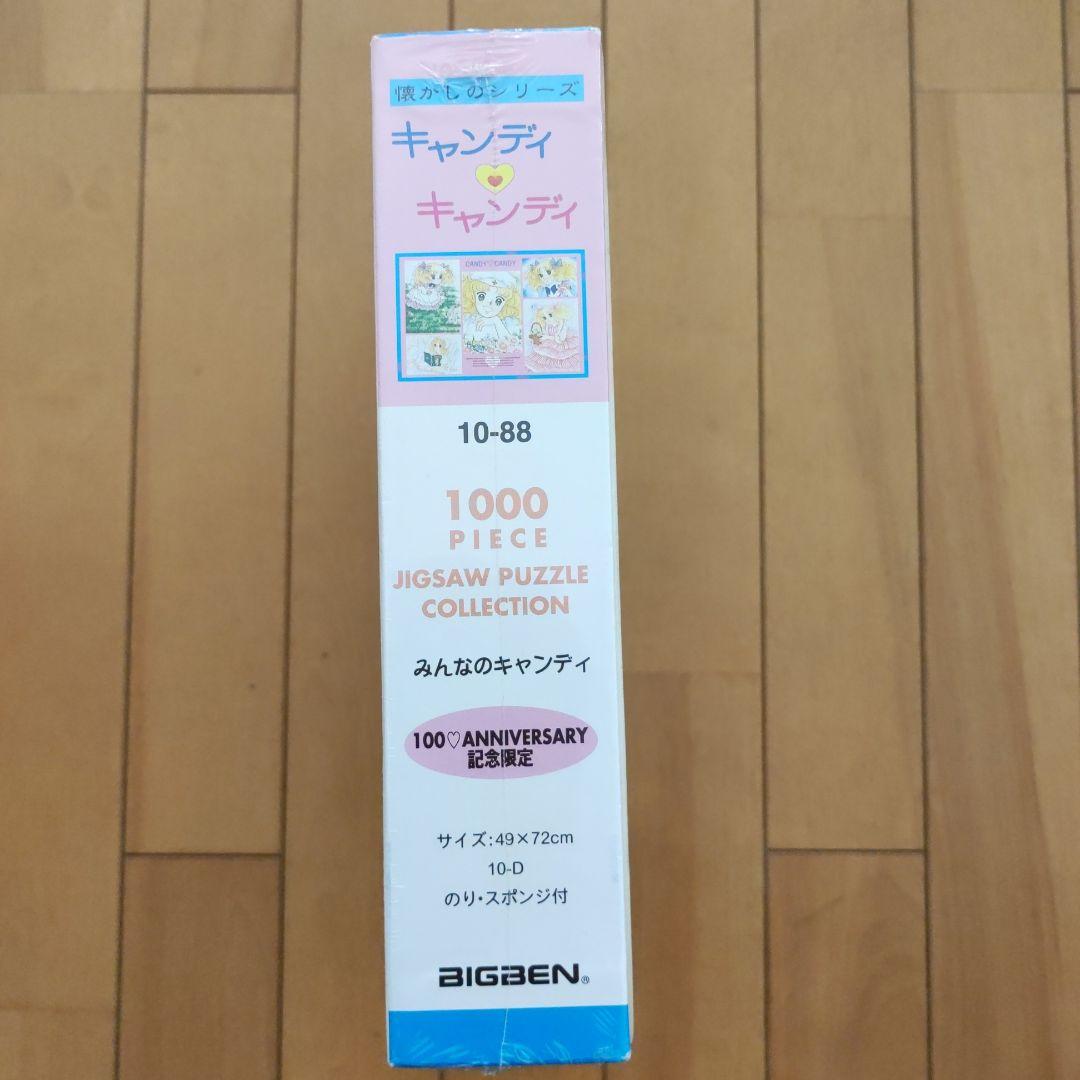 懐かしのシリーズ
キャンディ
キャンディ
CANDY♡CANDY
10-88
1000
PIECE
JIGSAW PUZZLE
COLLECTION
みんなのキャンディ
100♡ANNIVERSARY
記念限定
サイズ:49×72cm
10-D
のり・スポンジ付
BIGBEN®